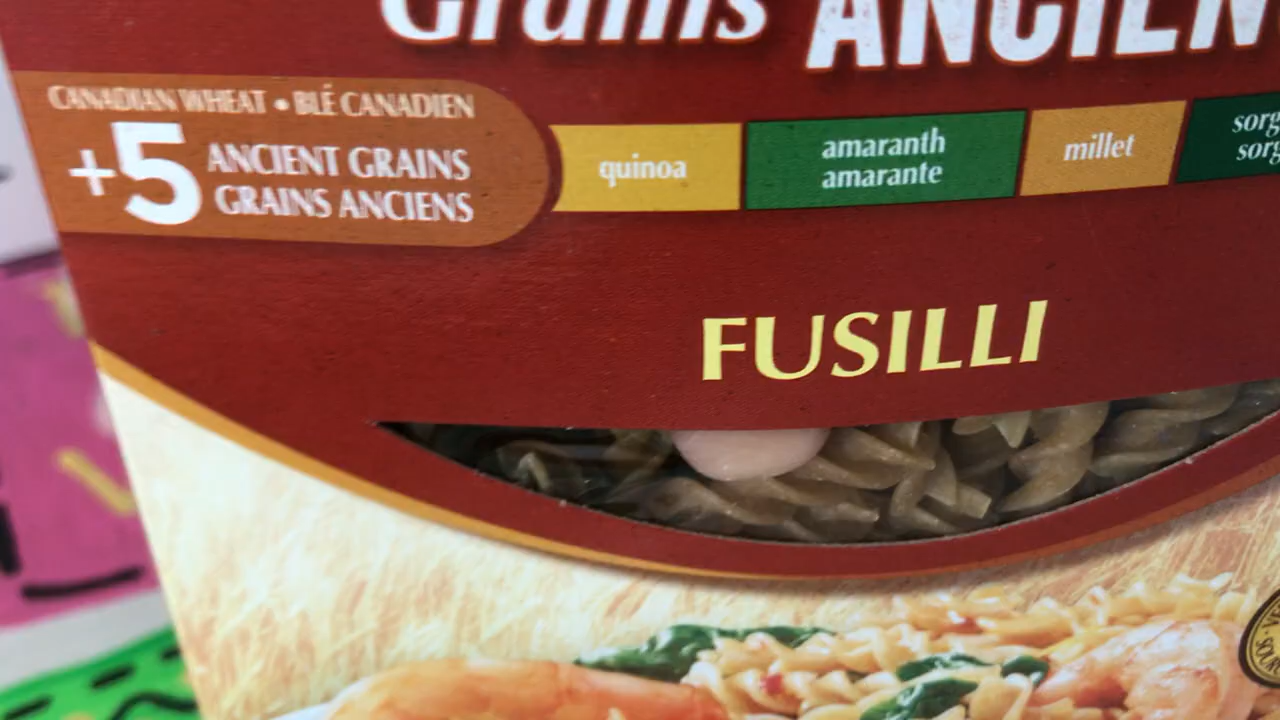 Grains ANCIEN
CANADIAN WHEAT • BLÉ CANADIEN
+5 ANCIENT GRAINS
GRAINS ANCIENS
quinoa
amaranth
amarante
millet
sorg
sorg
FUSILLI